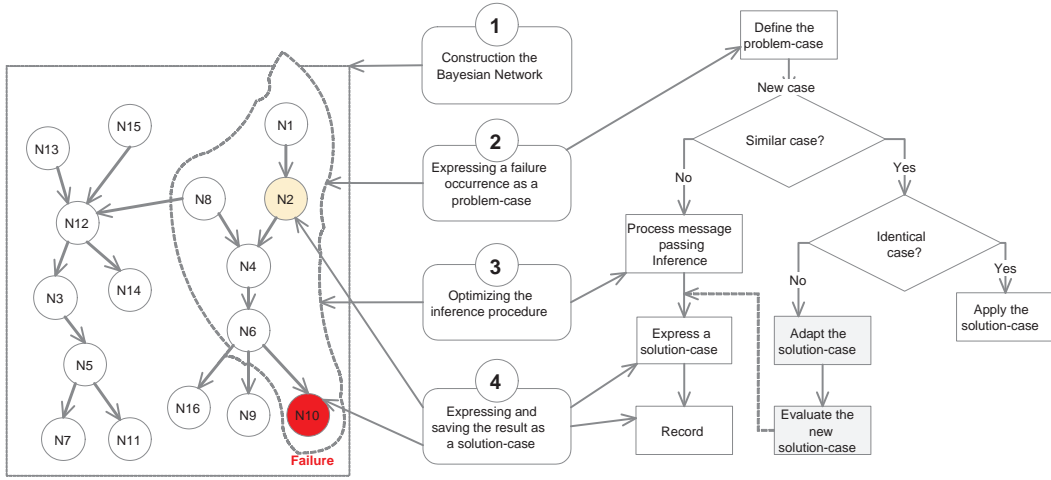 N15
N13
N1
N8
N2
N12
N4
N3
N14
N6
N5
N16
N9
N10
N7
N11
Failure
1
Construction the
Bayesian Network
2
Expressing a failure
occurrence as a
problem-case
3
Optimizing the
inference procedure
4
Expressing and
saving the result as
a solution-case
Define the
problem-case
New case
Similar case?
No
Yes
Process message
passing
Inference
Identical
case?
No
Yes
Express a
solution-case
Adapt the
solution-case
Apply the
solution-case
Record
Evaluate the
new
solution-case